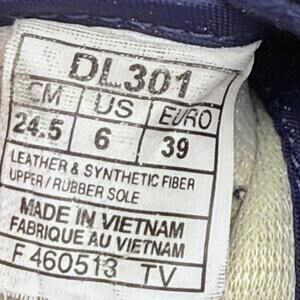 DL301
CM US EURO
24.5 6 39
LEATHER & SYNTHETIC FIBER
UPPER / RUBBER SOLE
MADE IN VIETNAM
FABRIQUE AU VIETNAM
F 460513 TV